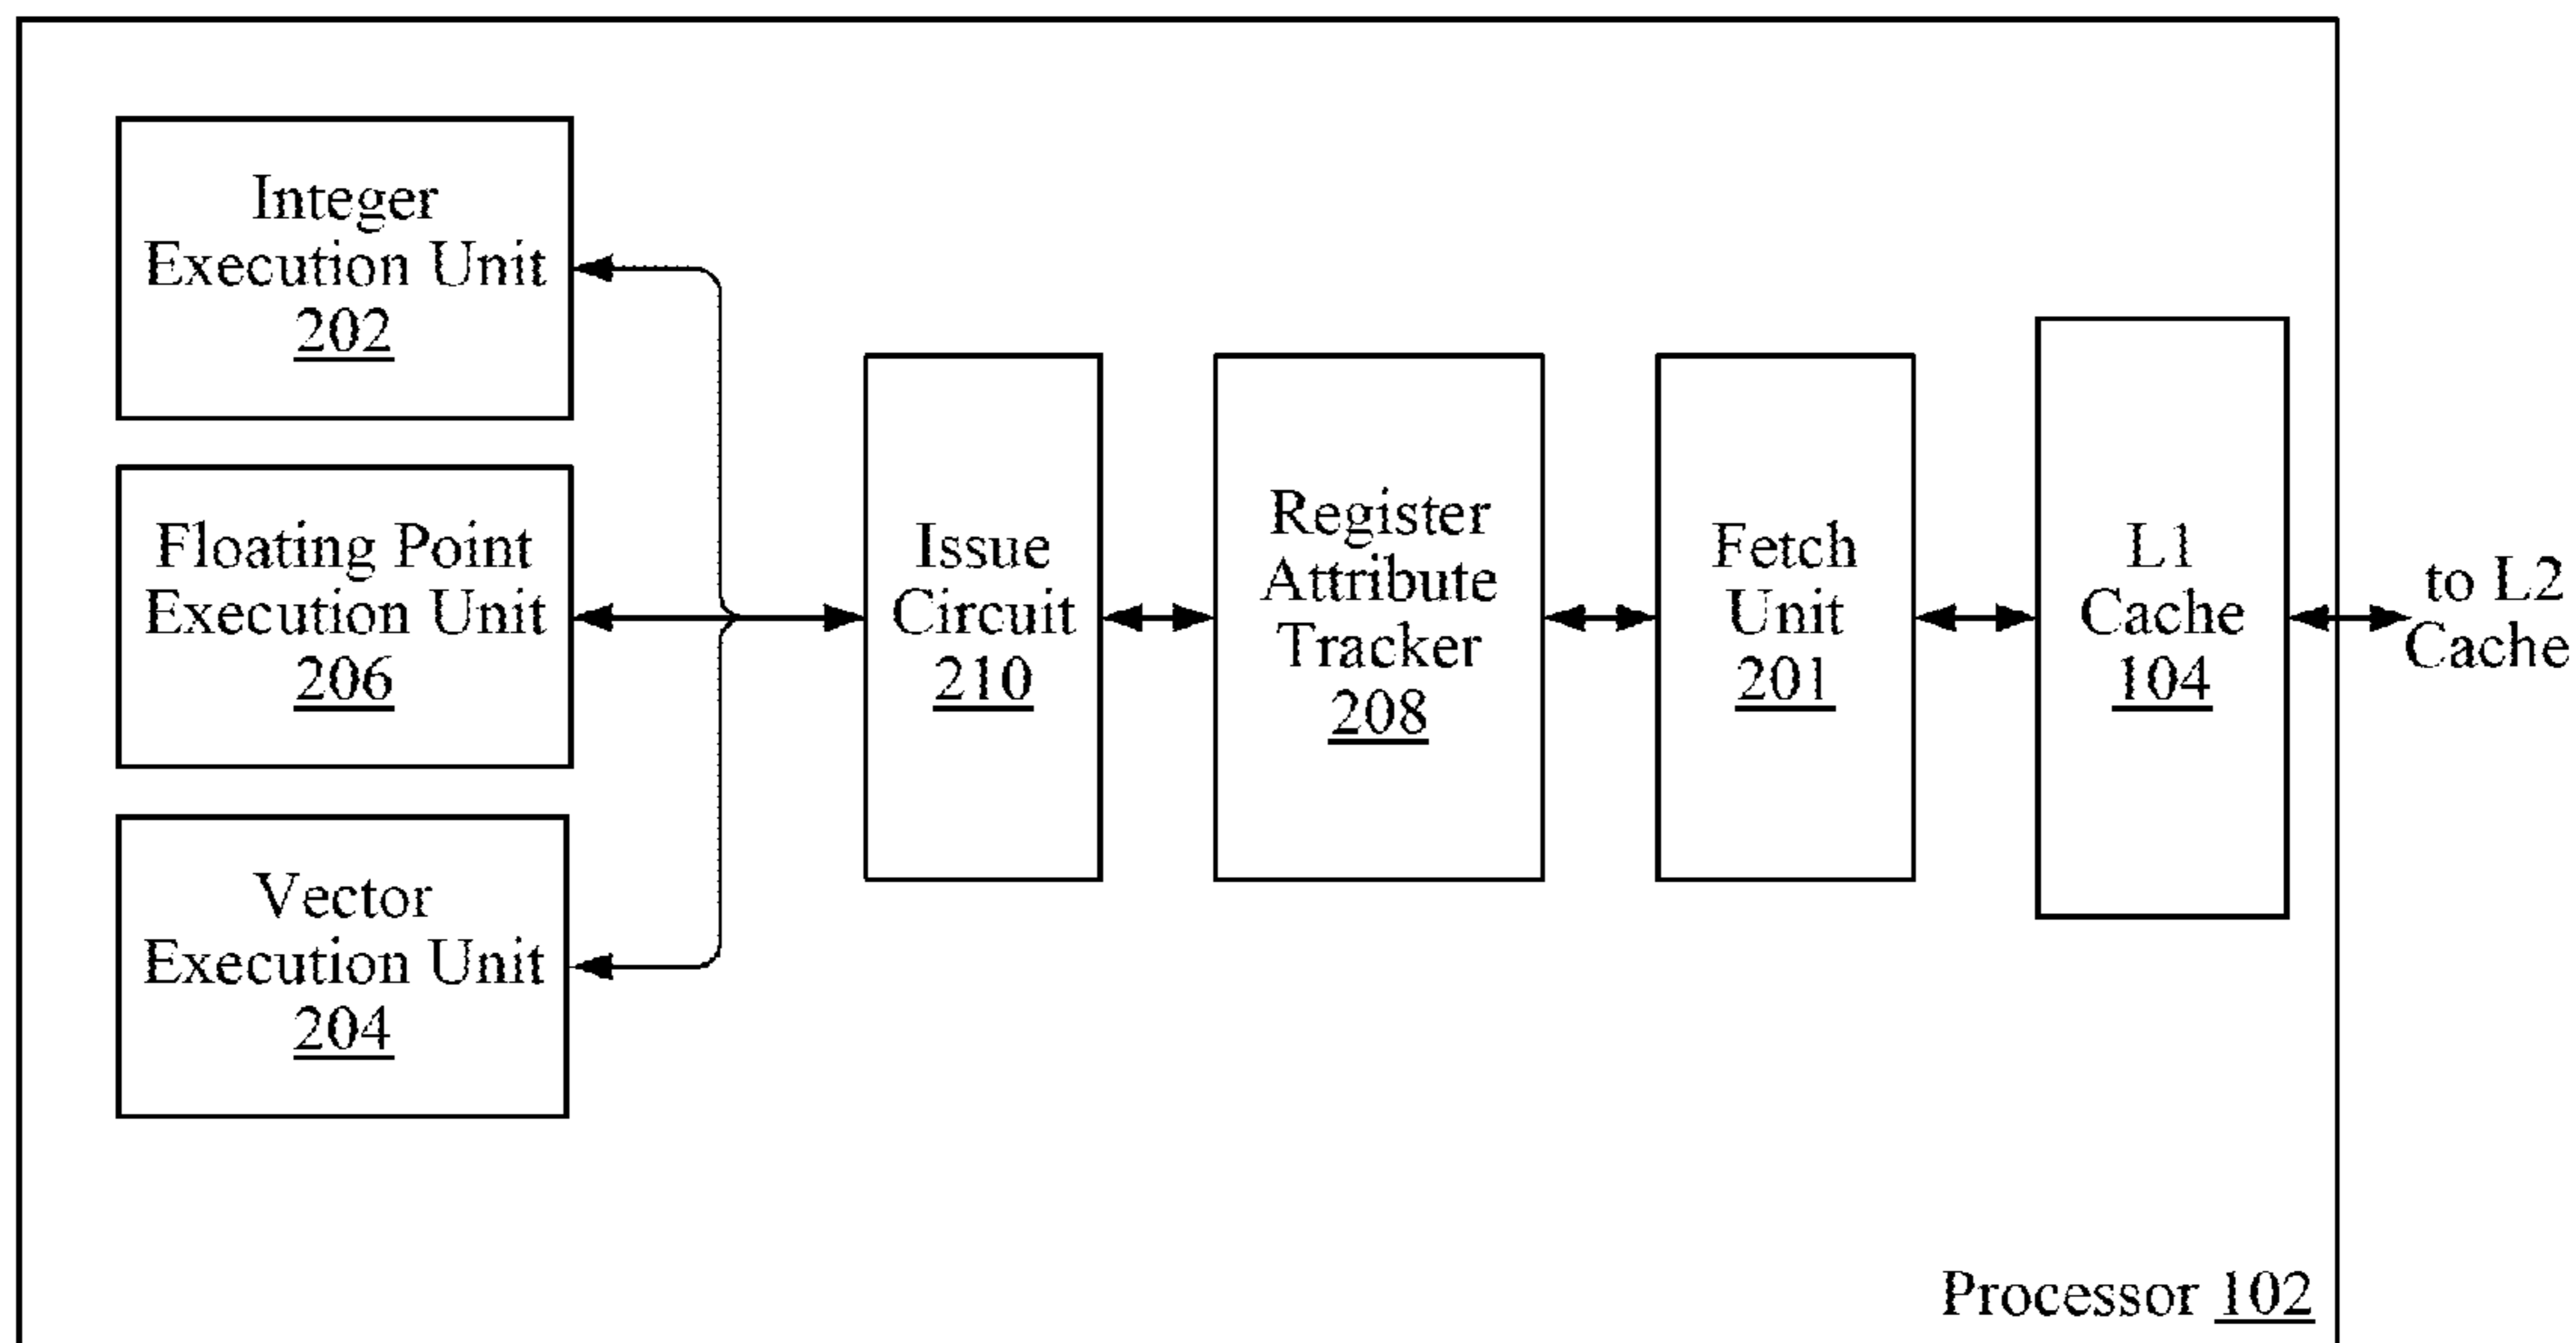 Integer
Execution Unit
202
Floating Point
Execution Unit
206
Vector
Execution Unit
204
Issue
Circuit
210
Register
Attribute
Tracker
208
Fetch
Unit
201
L1
Cache
104
to L2
Cache
Processor 102